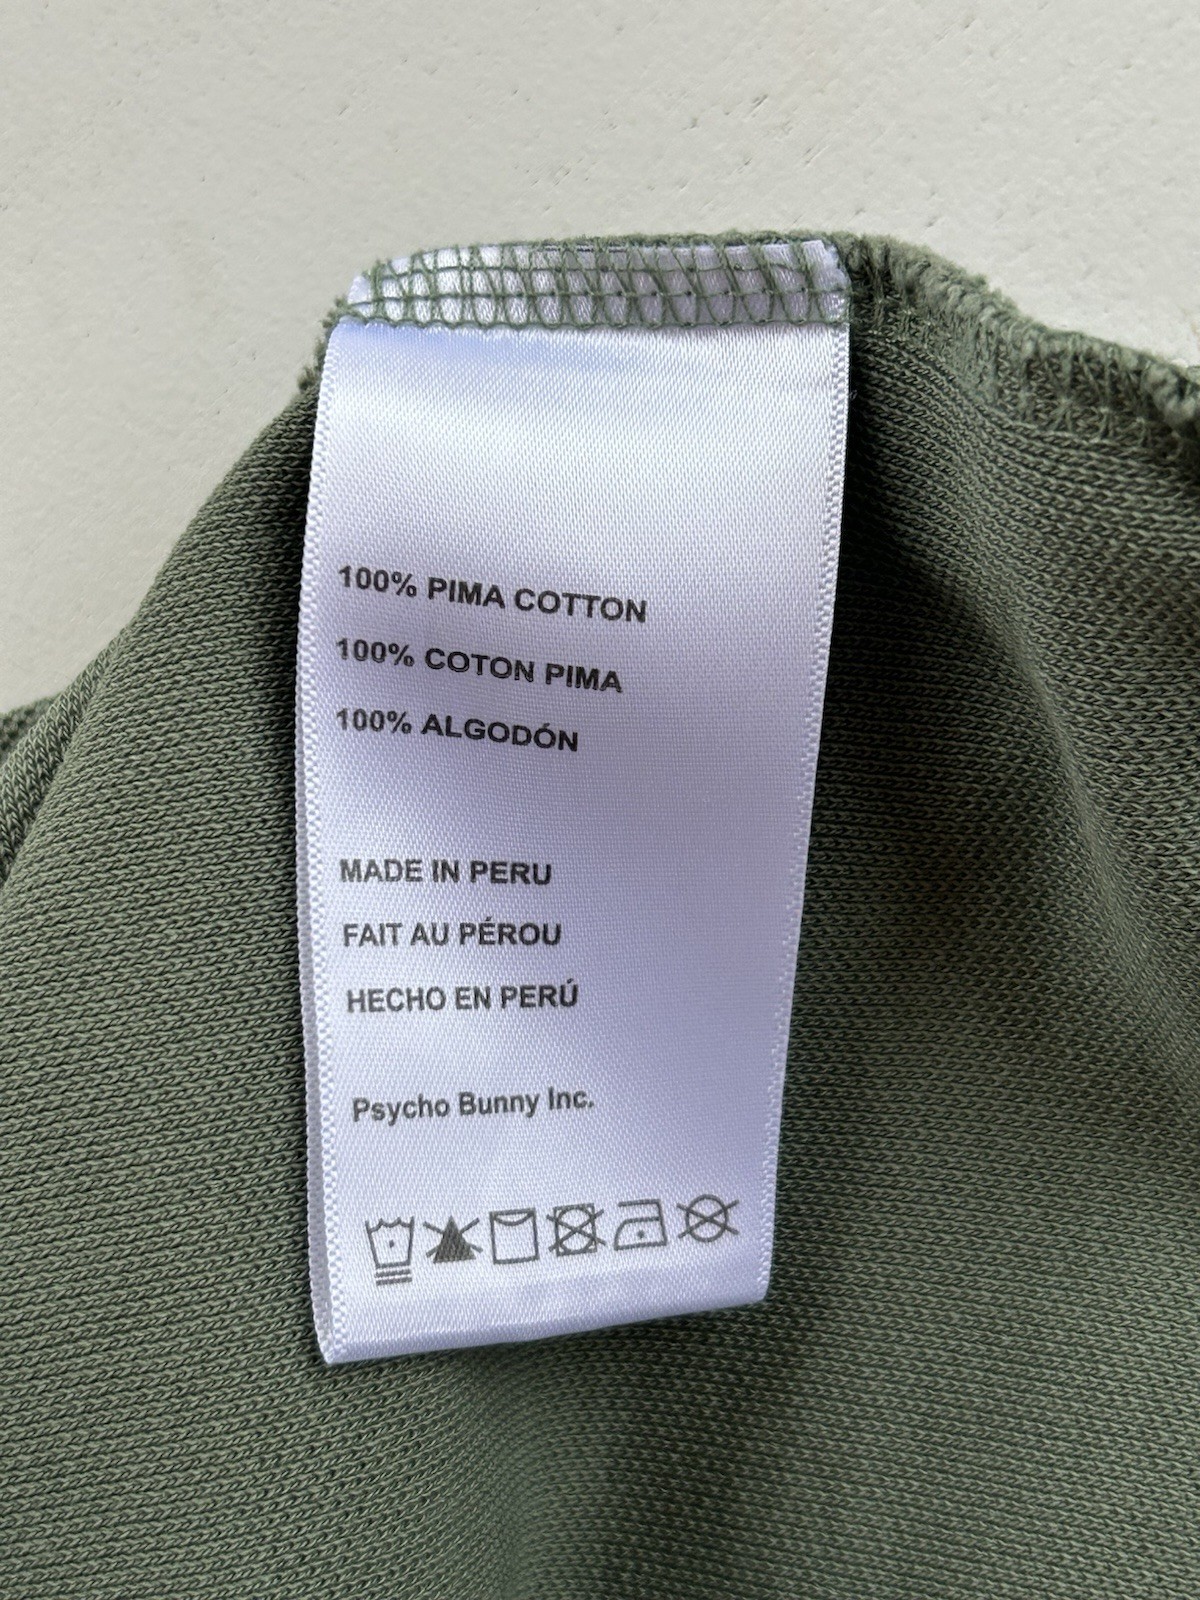 100% PIMA COTTON
100% COTON PIMA
100% ALGODÓN
MADE IN PERU
FAIT AU PÉROU
HECHO EN PERÚ
Psycho Bunny Inc.